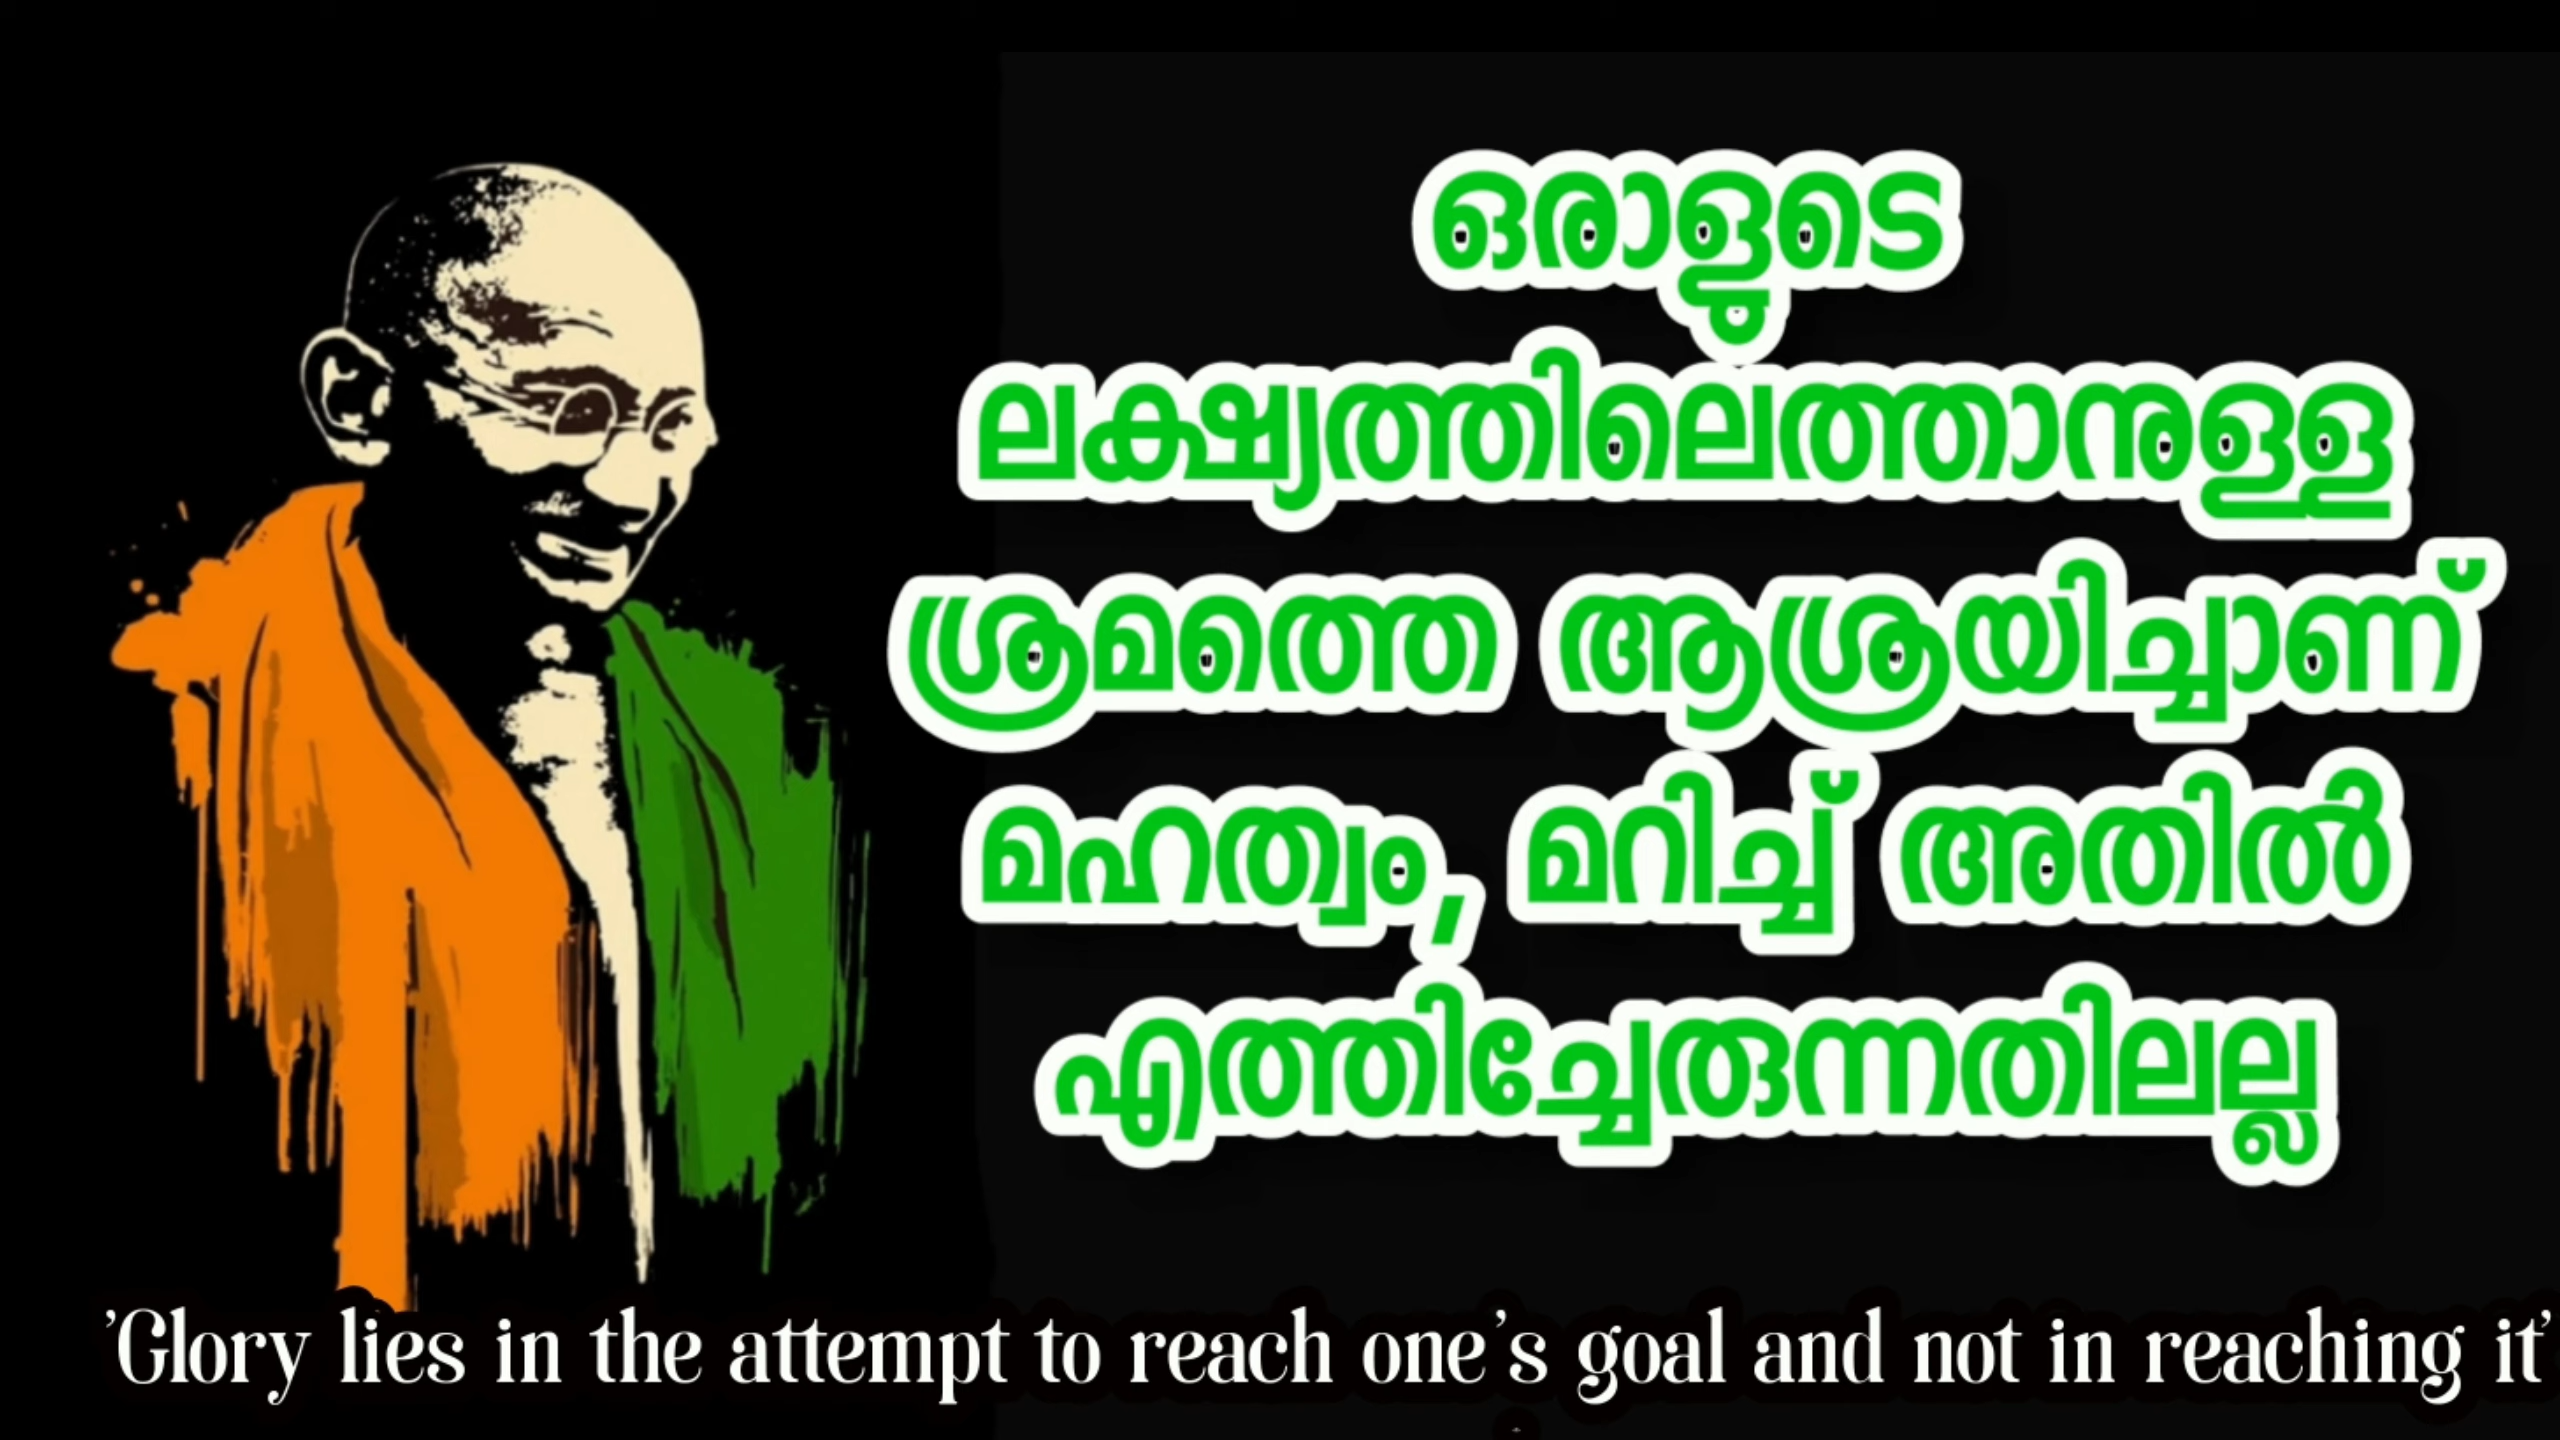 ഒരാളുടെ
ലക്ഷ്യത്തിലെത്താനുള്ള
ശ്രമത്തെ ആശ്രയിച്ചാണ്
മഹത്വം, മറിച്ച് അതിൽ
എത്തിച്ചേരുന്നതിലല്ല
'Glory lies in the attempt to reach one's goal and not in reaching it'